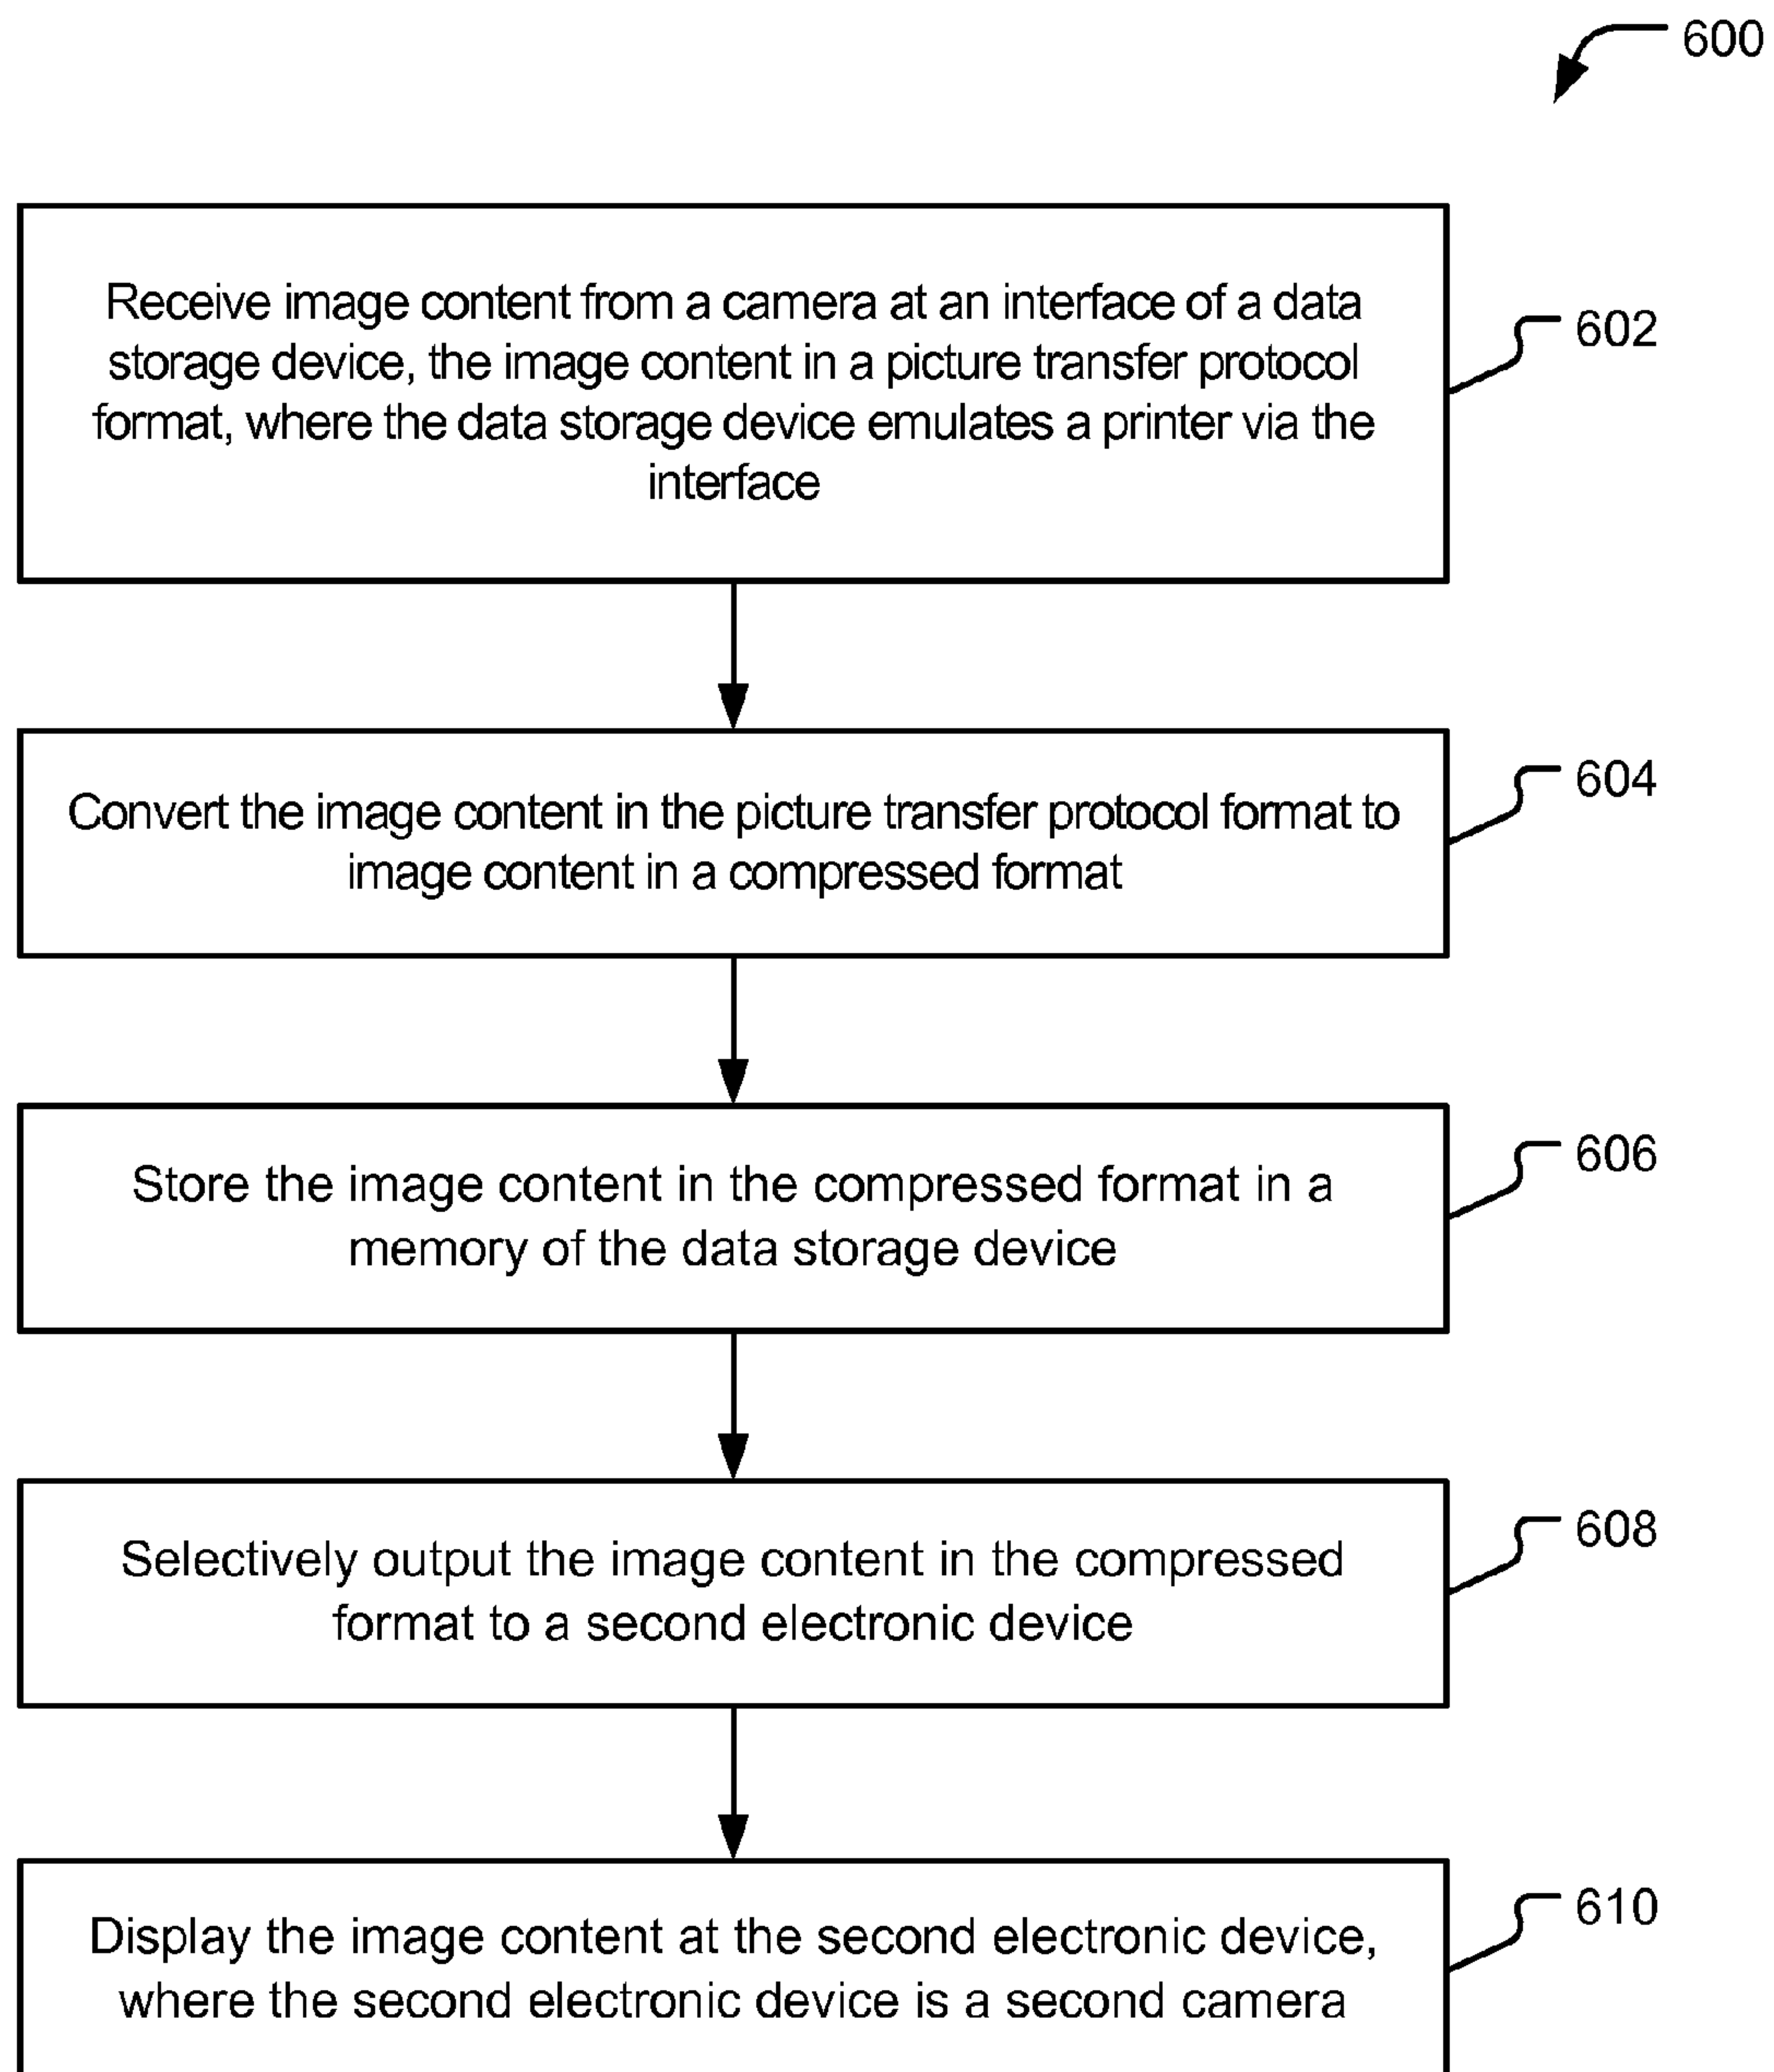 600
Receive image content from a camera at an interface of a data
storage device, the image content in a picture transfer protocol
format, where the data storage device emulates a printer via the
interface
602
Convert the image content in the picture transfer protocol format to
image content in a compressed format
604
Store the image content in the compressed format in a
memory of the data storage device
606
Selectively output the image content in the compressed
format to a second electronic device
608
Display the image content at the second electronic device,
where the second electronic device is a second camera
610